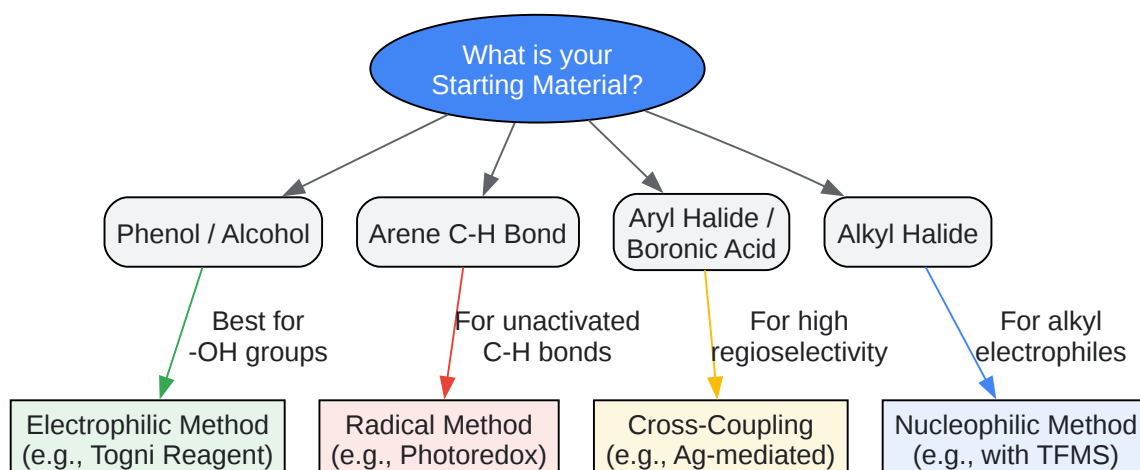 What is your
Starting Material?
Phenol / Alcohol
Arene C-H Bond
Aryl Halide /
Boronic Acid
Alkyl Halide
Best for
-OH groups
For unactivated
C-H bonds
For high
regioselectivity
For alkyl
electrophiles
Electrophilic Method
(e.g., Togni Reagent)
Radical Method
(e.g., Photoredox)
Cross-Coupling
(e.g., Ag-mediated)
Nucleophilic Method
(e.g., with TFMS)